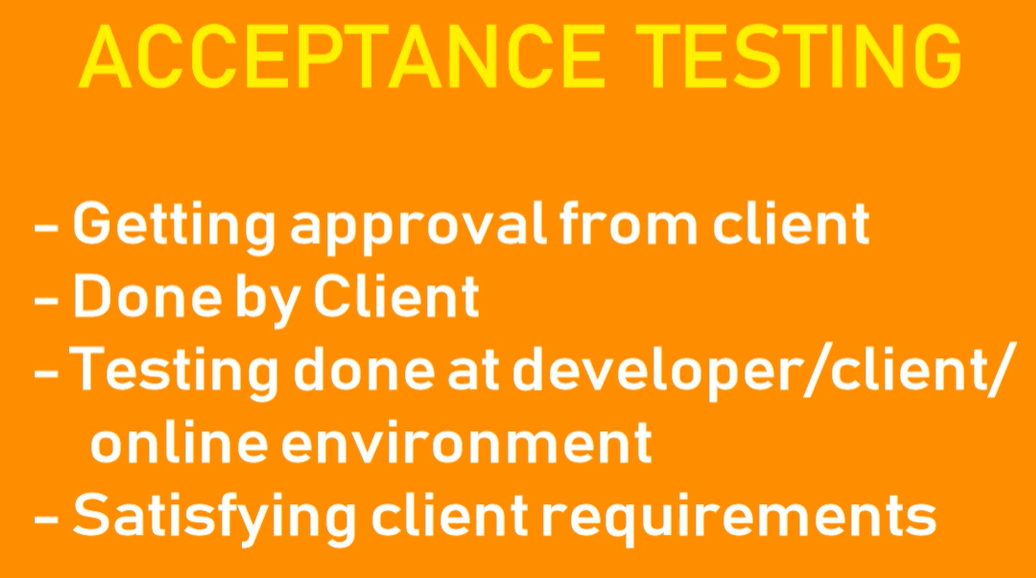 ACCEPTANCE TESTING
- Getting approval from client
- Done by Client
- Testing done at developer/client/
online environment
- Satisfying client requirements